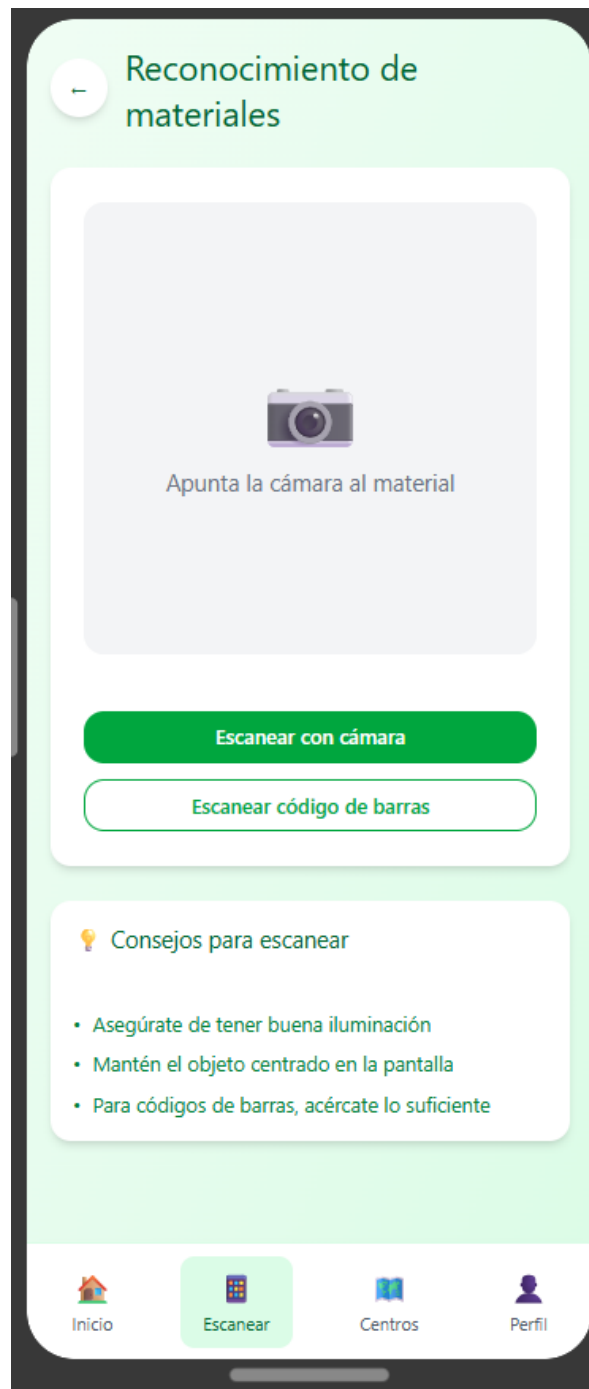 ←
Reconocimiento de
materiales
Apunta la cámara al material
Escanear con cámara
Escanear código de barras
Consejos para escanear
• Asegúrate de tener buena iluminación
• Mantén el objeto centrado en la pantalla
• Para códigos de barras, acércate lo suficiente
Inicio
Escanear
Centros
Perfil